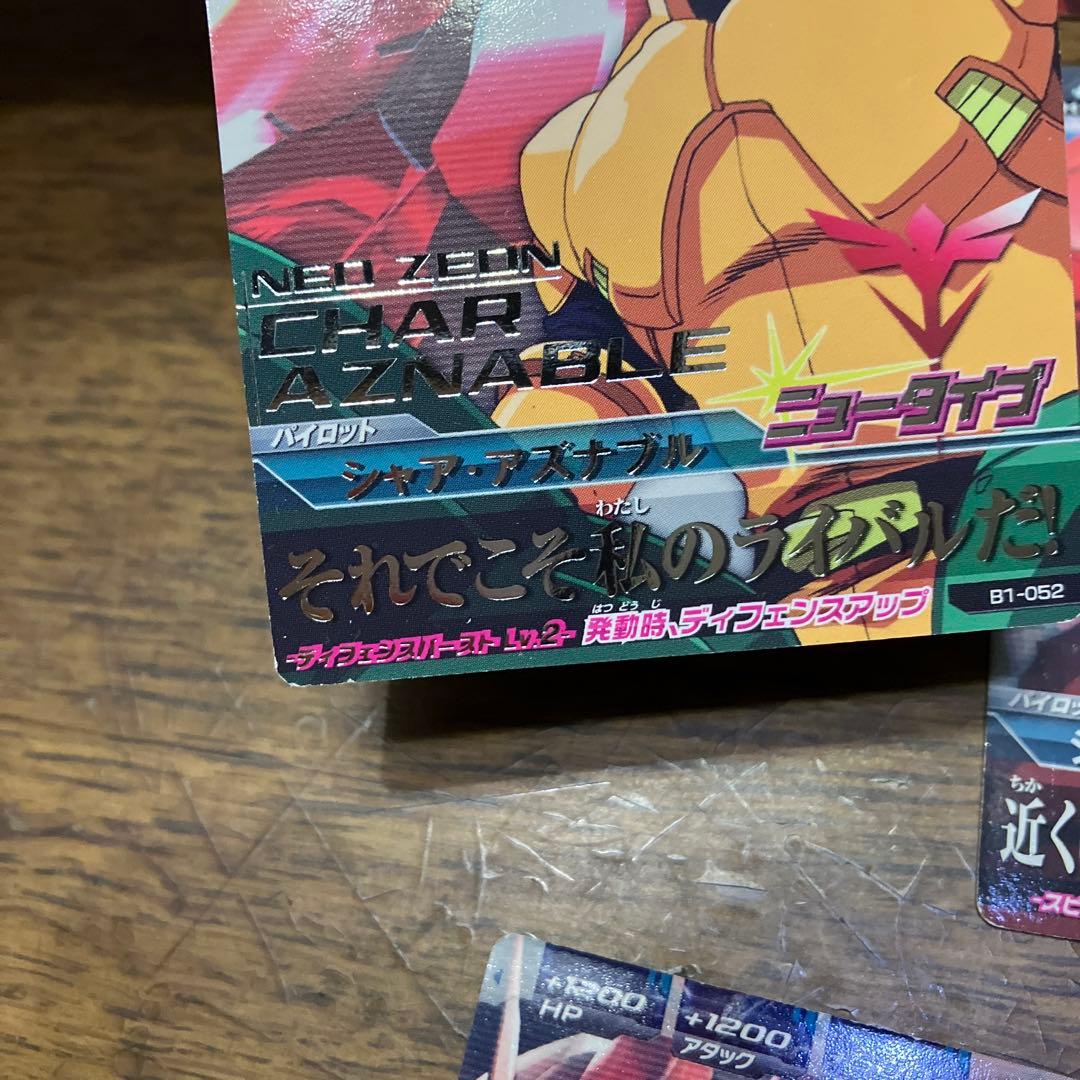 NEO ZEON
CHAR
AZNABLE
ニュータイプ
パイロット
シャア・アズナブル
わたし
それでこそ私のライバルだ!
B1-052
はつどうじ
ディフェンスバースト Lv.2 発動時、ディフェンスアップ
パイロッ
ちか
近く
スピ
+1200
HP
+1200
アタック